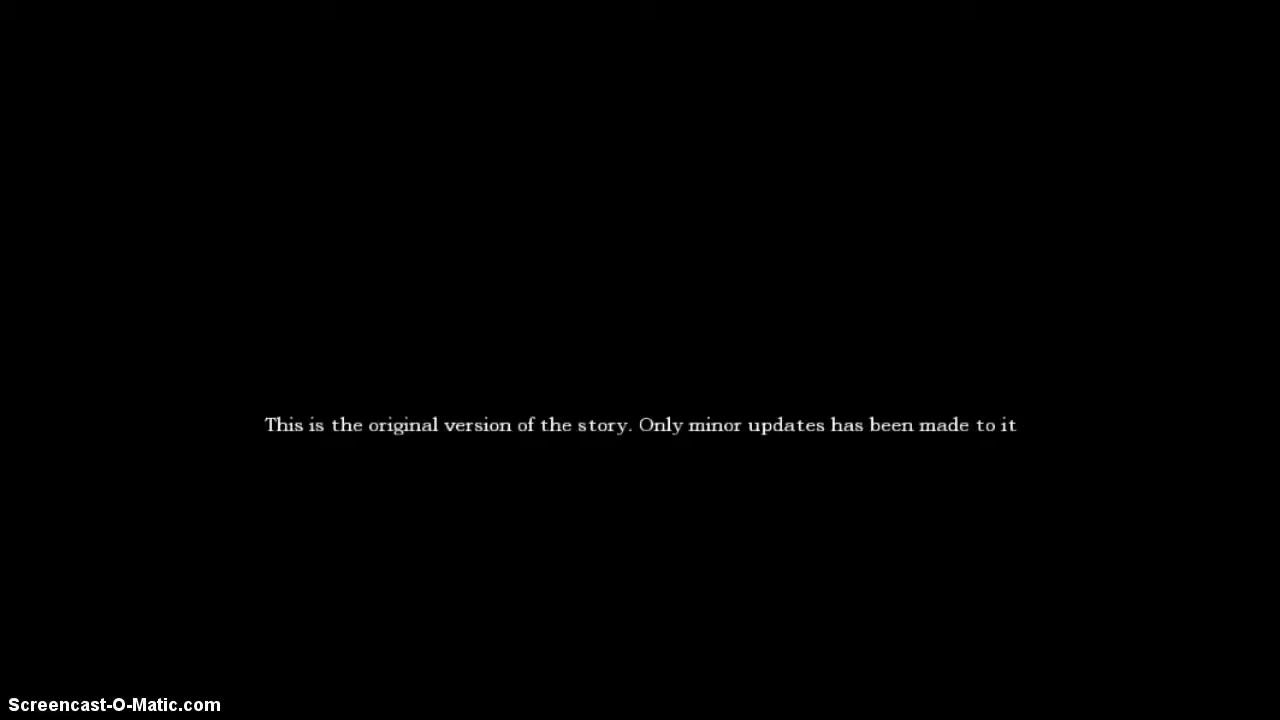 This is the original version of the story. Only minor updates has been made to it
Screencast-O-Matic.com